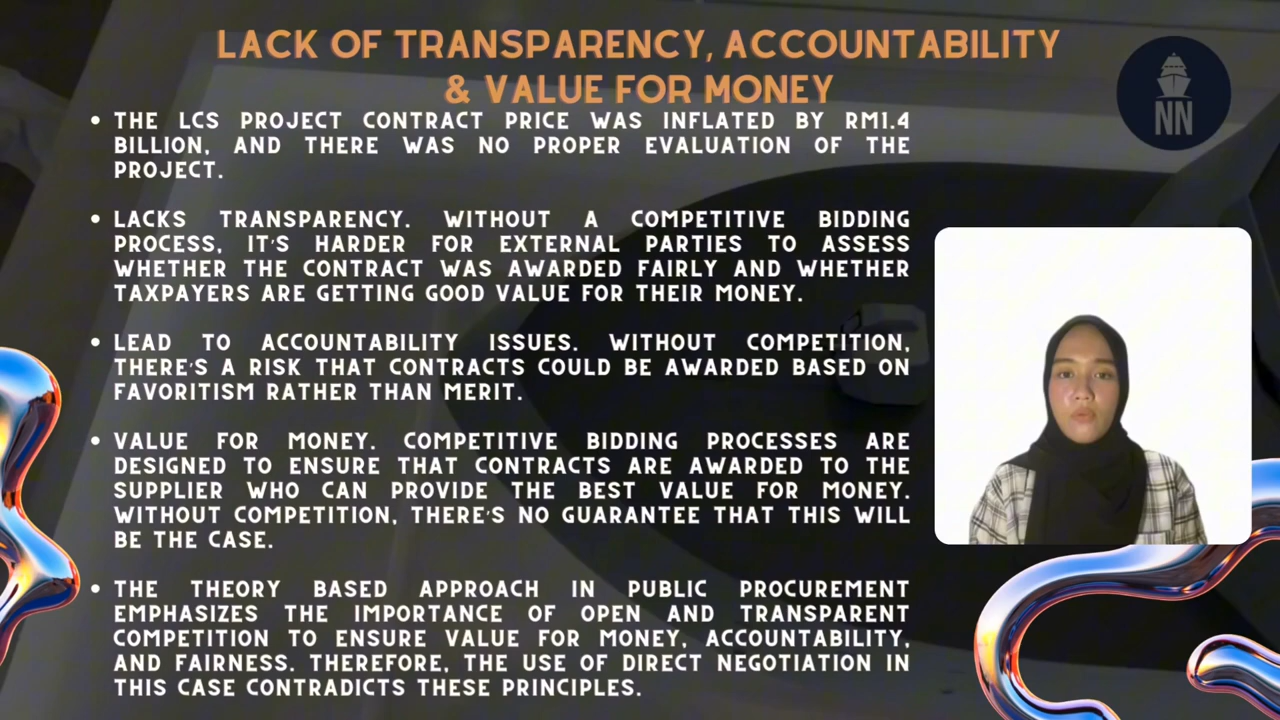 LACK OF TRANSPARENCY, ACCOUNTABILITY
& VALUE FOR MONEY
NN
• THE LCS PROJECT CONTRACT PRICE WAS INFLATED BY RM1.4
BILLION, AND THERE WAS NO PROPER EVALUATION OF THE
PROJECT.
• LACKS TRANSPARENCY. WITHOUT A COMPETITIVE BIDDING
PROCESS, IT'S HARDER FOR EXTERNAL PARTIES TO ASSESS
WHETHER THE CONTRACT WAS AWARDED FAIRLY AND WHETHER
TAXPAYERS ARE GETTING GOOD VALUE FOR THEIR MONEY.
• LEAD TO ACCOUNTABILITY ISSUES. WITHOUT COMPETITION,
THERE'S A RISK THAT CONTRACTS COULD BE AWARDED BASED ON
FAVORITISM RATHER THAN MERIT.
• VALUE FOR MONEY. COMPETITIVE BIDDING PROCESSES ARE
DESIGNED TO ENSURE THAT CONTRACTS ARE AWARDED TO THE
SUPPLIER WHO CAN PROVIDE THE BEST VALUE FOR MONEY.
WITHOUT COMPETITION, THERE'S NO GUARANTEE THAT THIS WILL
BE THE CASE.
• THE THEORY BASED APPROACH IN PUBLIC PROCUREMENT
EMPHASIZES THE IMPORTANCE OF OPEN AND TRANSPARENT
COMPETITION TO ENSURE VALUE FOR MONEY, ACCOUNTABILITY,
AND FAIRNESS. THEREFORE, THE USE OF DIRECT NEGOTIATION IN
THIS CASE CONTRADICTS THESE PRINCIPLES.